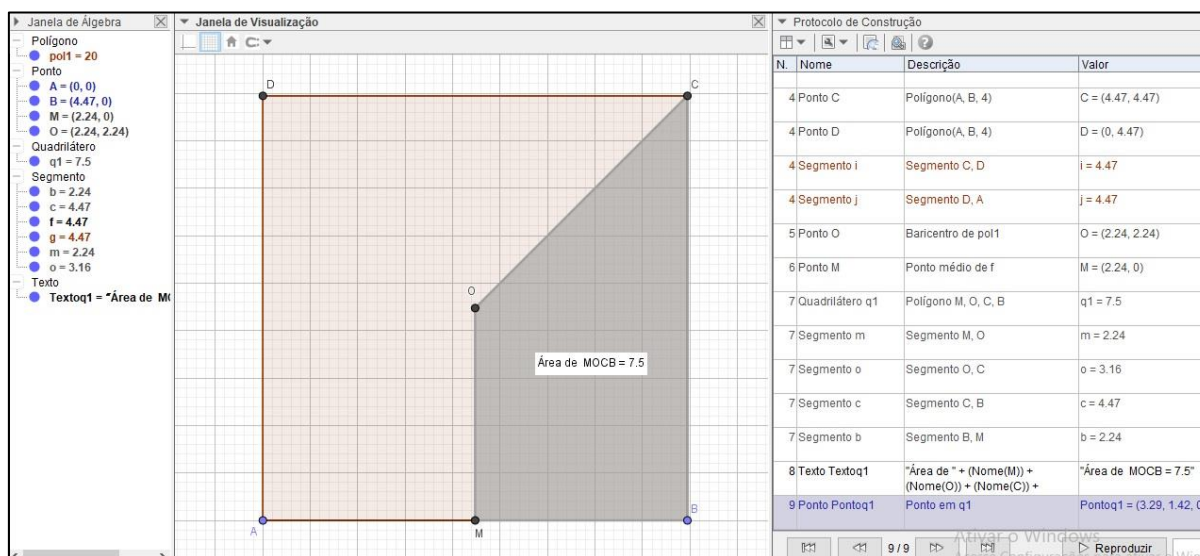 Janela de Álgebra
Polígono
pol1 = 20
Ponto
A = (0, 0)
B = (4.47, 0)
M = (2.24, 0)
O = (2.24, 2.24)
Quadrilátero
q1 = 7.5
Segmento
b = 2.24
c = 4.47
f = 4.47
g = 4.47
m = 2.24
o = 3.16
Texto
Textoq1 = "Área de M
Janela de Visualização
D
C
O
Área de MOCB = 7.5
A
M
B
Protocolo de Construção
N. Nome Descrição Valor
4 Ponto C Polígono(A, B, 4) C = (4.47, 4.47)
4 Ponto D Polígono(A, B, 4) D = (0, 4.47)
4 Segmento i Segmento C, D i = 4.47
4 Segmento j Segmento D, A j = 4.47
5 Ponto O Baricentro de pol1 O = (2.24, 2.24)
6 Ponto M Ponto médio de f M = (2.24, 0)
7 Quadrilátero q1 Polígono M, O, C, B q1 = 7.5
7 Segmento m Segmento M, O m = 2.24
7 Segmento o Segmento O, C o = 3.16
7 Segmento c Segmento C, B c = 4.47
7 Segmento b Segmento B, M b = 2.24
8 Texto Textoq1 "Área de " + (Nome(M)) + "Área de MOCB = 7.5"
(Nome(O)) + (Nome(C)) +
9 Ponto Pontoq1 Ponto em q1 Pontoq1 = (3.29, 1.42, 0
Ativar o Windows
9 / 9 Reproduzir